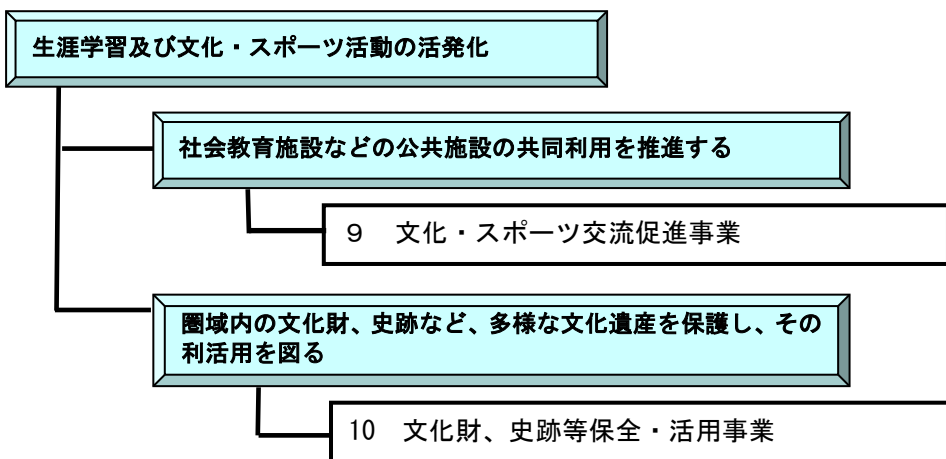 生涯学習及び文化・スポーツ活動の活発化
社会教育施設などの公共施設の共同利用を推進する
９　文化・スポーツ交流促進事業
圏域内の文化財、史跡など、多様な文化遺産を保護し、その
利活用を図る
10　文化財、史跡等保全・活用事業